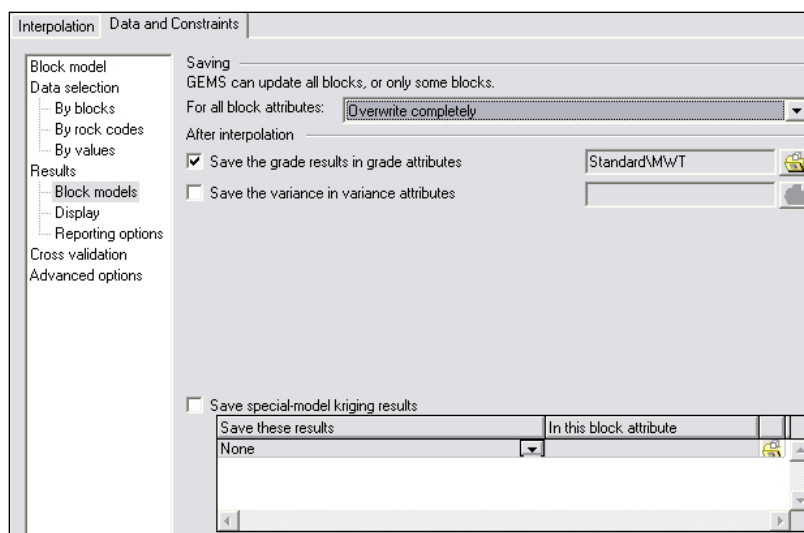 Interpolation Data and Constraints
Block model
Data selection
By blocks
By rock codes
By values
Results
Block models
Display
Reporting options
Cross validation
Advanced options
Saving
GEMS can update all blocks, or only some blocks.
For all block attributes: Overwrite completely
After interpolation
Save the grade results in grade attributes Standard\MWT
Save the variance in variance attributes
Save special-model kriging results
Save these results In this block attribute
None